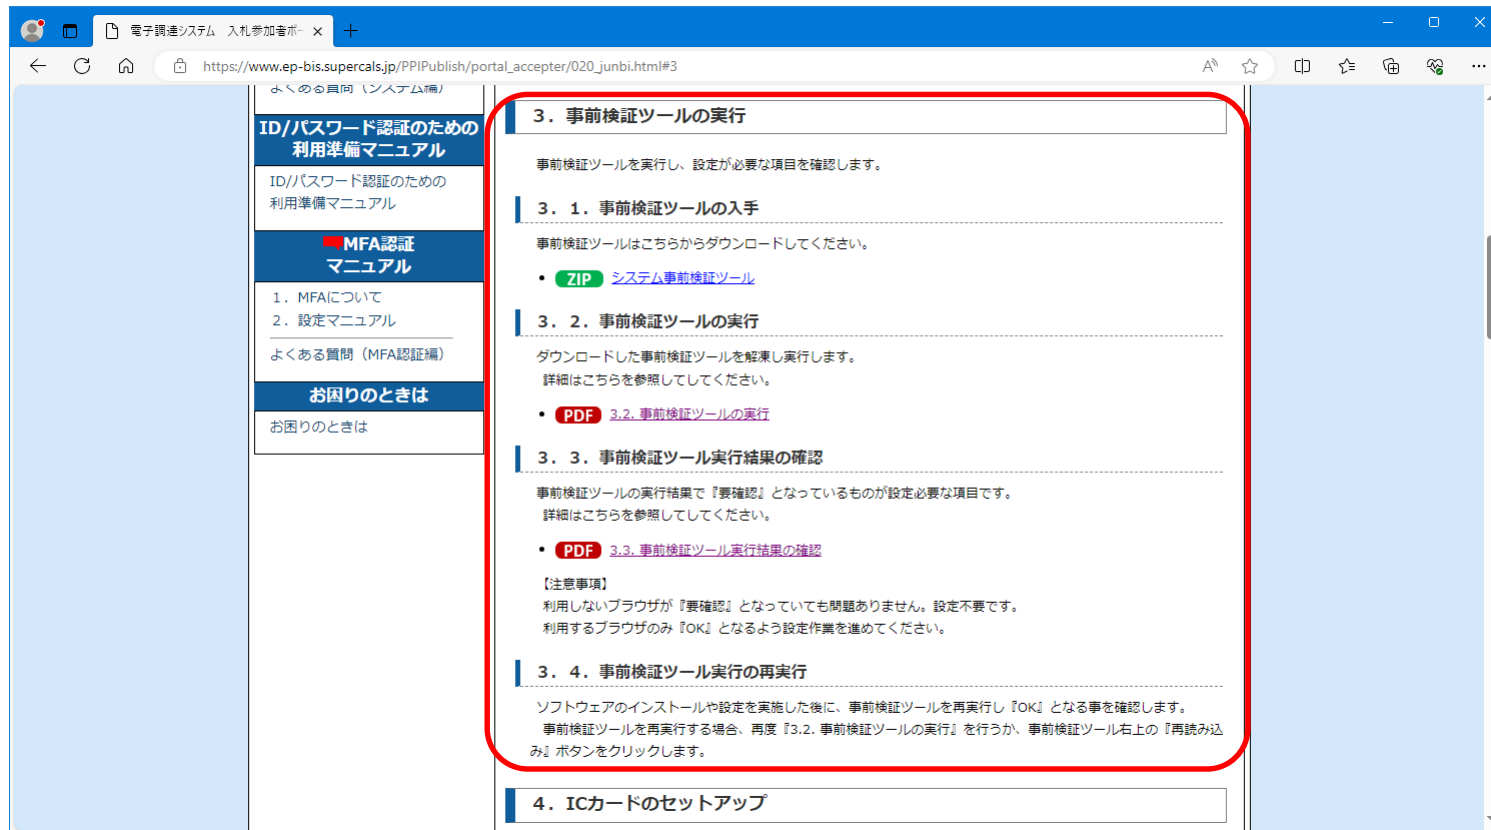 電子調達システム 入札参加者ポー
https://www.ep-bis.supercals.jp/PPIPublish/portal_accepter/020_junbi.html#3
よくある質問（システム編）
ID/パスワード認証のための
利用準備マニュアル
ID/パスワード認証のための
利用準備マニュアル
MFA認証
マニュアル
1．MFAについて
2．設定マニュアル
よくある質問（MFA認証編）
お困りのときは
お困りのときは
3．事前検証ツールの実行
事前検証ツールを実行し、設定が必要な項目を確認します。
3．1．事前検証ツールの入手
事前検証ツールはこちらからダウンロードしてください。
• ZIP システム事前検証ツール
3．2．事前検証ツールの実行
ダウンロードした事前検証ツールを解凍し実行します。
詳細はこちらを参照してしてください。
• PDF 3.2. 事前検証ツールの実行
3．3．事前検証ツール実行結果の確認
事前検証ツールの実行結果で『要確認』となっているものが設定必要な項目です。
詳細はこちらを参照してしてください。
• PDF 3.3. 事前検証ツール実行結果の確認
【注意事項】
利用しないブラウザが『要確認』となっていても問題ありません。設定不要です。
利用するブラウザのみ『OK』となるよう設定作業を進めてください。
3．4．事前検証ツール実行の再実行
ソフトウェアのインストールや設定を実施した後に、事前検証ツールを再実行し『OK』となる事を確認します。
事前検証ツールを再実行する場合、再度『3.2. 事前検証ツールの実行』を行うか、事前検証ツール右上の『再読み込
み』ボタンをクリックします。
4．ICカードのセットアップ